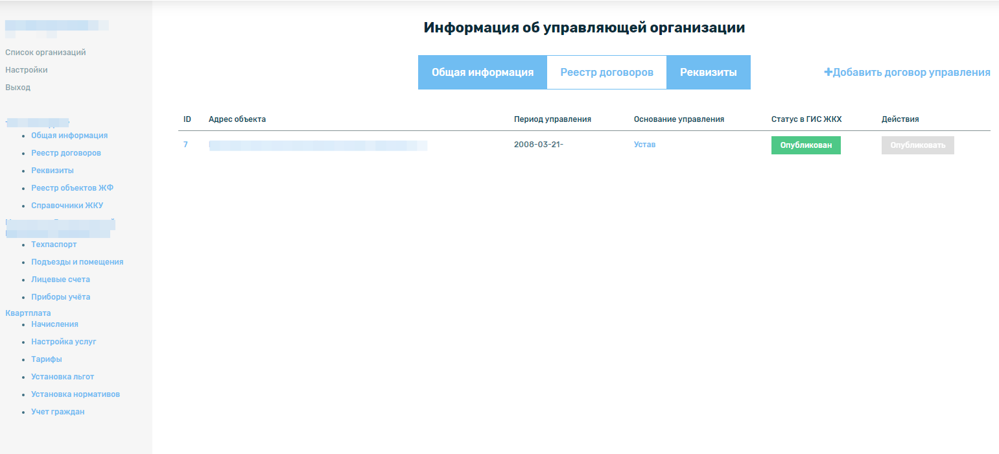 Список организаций
Настройки
Выход
Общая информация
Реестр договоров
Реквизиты
Реестр объектов ЖФ
Справочники ЖКУ
Техпаспорт
Подъезды и помещения
Лицевые счета
Приборы учёта
Квартплата
Начисления
Настройка услуг
Тарифы
Установка льгот
Установка нормативов
Учет граждан
Информация об управляющей организации
Общая информация Реестр договоров Реквизиты
+Добавить договор управления
ID Адрес объекта Период управления Основание управления Статус в ГИС ЖКХ Действия
7 2008-03-21- Устав Опубликован Опубликовать